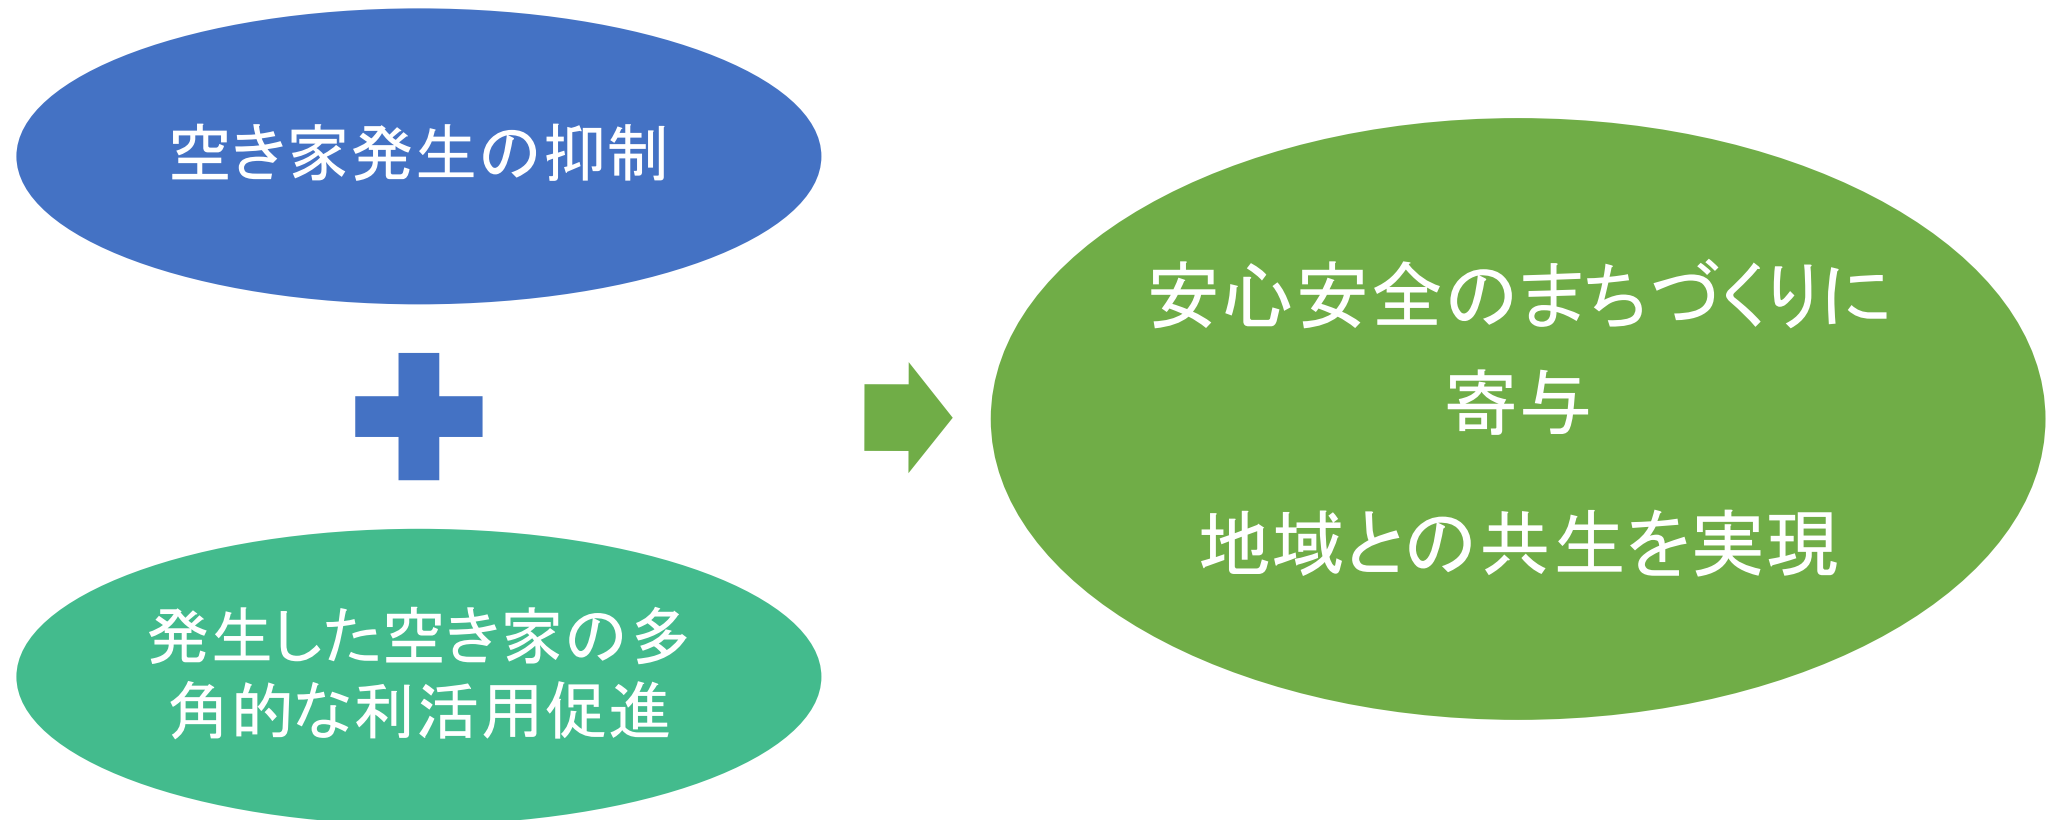 空き家発生の抑制
発生した空き家の多
角的な利活用促進
安心安全のまちづくりに
寄与
地域との共生を実現